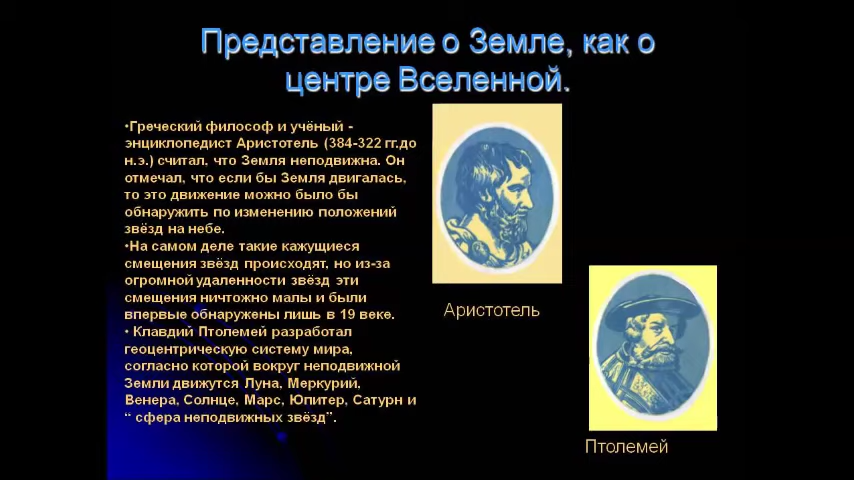 Представление о Земле, как о
центре Вселенной.
•Греческий философ и учёный -
энциклопедист Аристотель (384-322 гг.до
н.э.) считал, что Земля неподвижна. Он
отмечал, что если бы Земля двигалась,
то это движение можно было бы
обнаружить по изменению положений
звёзд на небе.
•На самом деле такие кажущиеся
смещения звёзд происходят, но из-за
огромной удаленности звёзд эти
смещения ничтожно малы и были
впервые обнаружены лишь в 19 веке.
• Клавдий Птолемей разработал
геоцентрическую систему мира,
согласно которой вокруг неподвижной
Земли движутся Луна, Меркурий,
Венера, Солнце, Марс, Юпитер, Сатурн и
“ сфера неподвижных звёзд”.
Аристотель
Птолемей